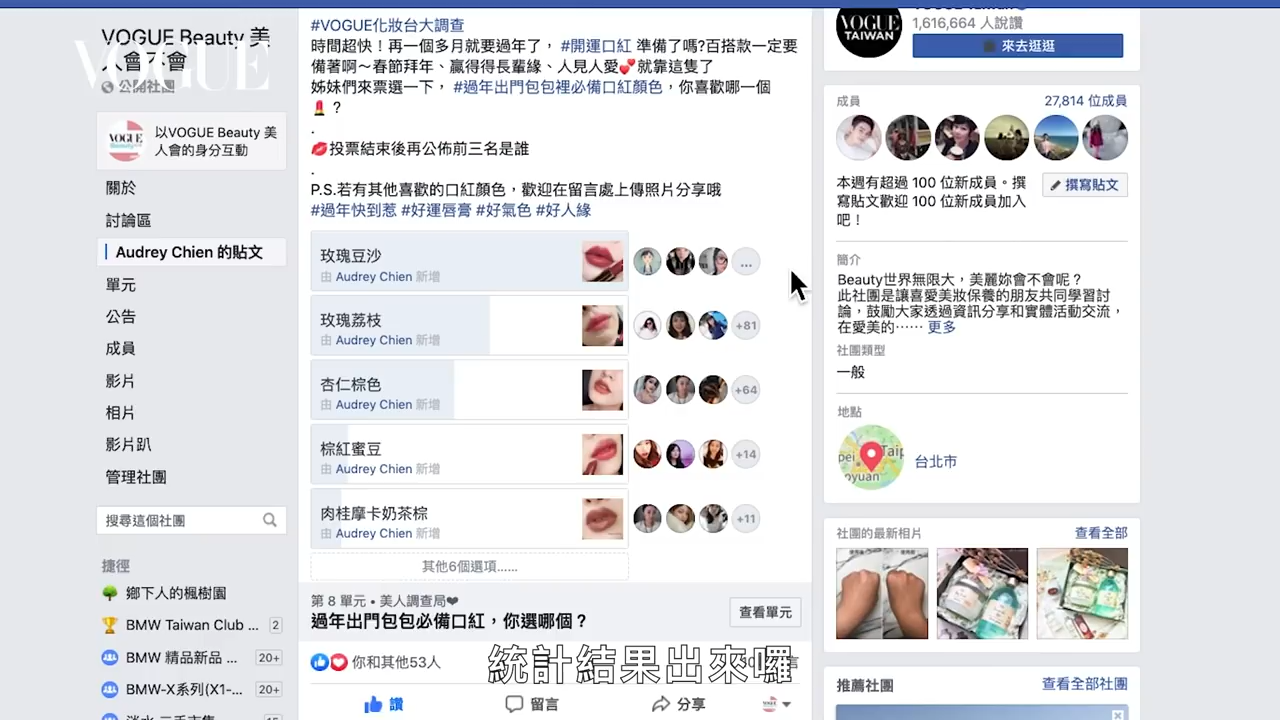 VOGUE Beauty 美
人會不會
公開社團
VOGUE
VOGUE
Beauty
以VOGUE Beauty 美
人會的身分互動
關於
討論區
Audrey Chien 的貼文
單元
公告
成員
影片
相片
影片趴
管理社團
搜尋這個社團
捷徑
鄉下人的楓樹園
BMW Taiwan Club ... 2
BMW 精品新品 ... 20+
BMW-X系列(X1-... 20+
#VOGUE化妝台大調查
時間超快！再一個多月就要過年了， #開運口紅 準備了嗎?百搭款一定要
備著啊～春節拜年、贏得得長輩緣、人見人愛💕就靠這隻了
姊妹們來票選一下， #過年出門包包裡必備口紅顏色，你喜歡哪一個
💄？
.
💋投票結束後再公佈前三名是誰
.
P.S.若有其他喜歡的口紅顏色，歡迎在留言處上傳照片分享哦
#過年快到惹 #好運唇膏 #好氣色 #好人緣
玫瑰豆沙
由 Audrey Chien 新增
...
玫瑰荔枝
由 Audrey Chien 新增
+81
杏仁棕色
由 Audrey Chien 新增
+64
棕紅蜜豆
由 Audrey Chien 新增
+14
肉桂摩卡奶茶棕
由 Audrey Chien 新增
+11
其他6個選項......
第 8 單元 • 美人調查局❤
過年出門包包必備口紅，你選哪個？
查看單元
你和其他53人
統計結果出來囉
讚
留言
分享
VOGUE
TAIWAN
1,616,664 人說讚
來去逛逛
成員
27,814 位成員
本週有超過 100 位新成員。撰
寫貼文歡迎 100 位新成員加入
吧！
撰寫貼文
簡介
Beauty世界無限大，美麗妳會不會呢？
此社團是讓喜愛美妝保養的朋友共同學習討
論，鼓勵大家透過資訊分享和實體活動交流，
在愛美的⋯⋯ 更多
社團類型
一般
地點
台北市
社團的最新相片
查看全部
推薦社團
查看全部社團